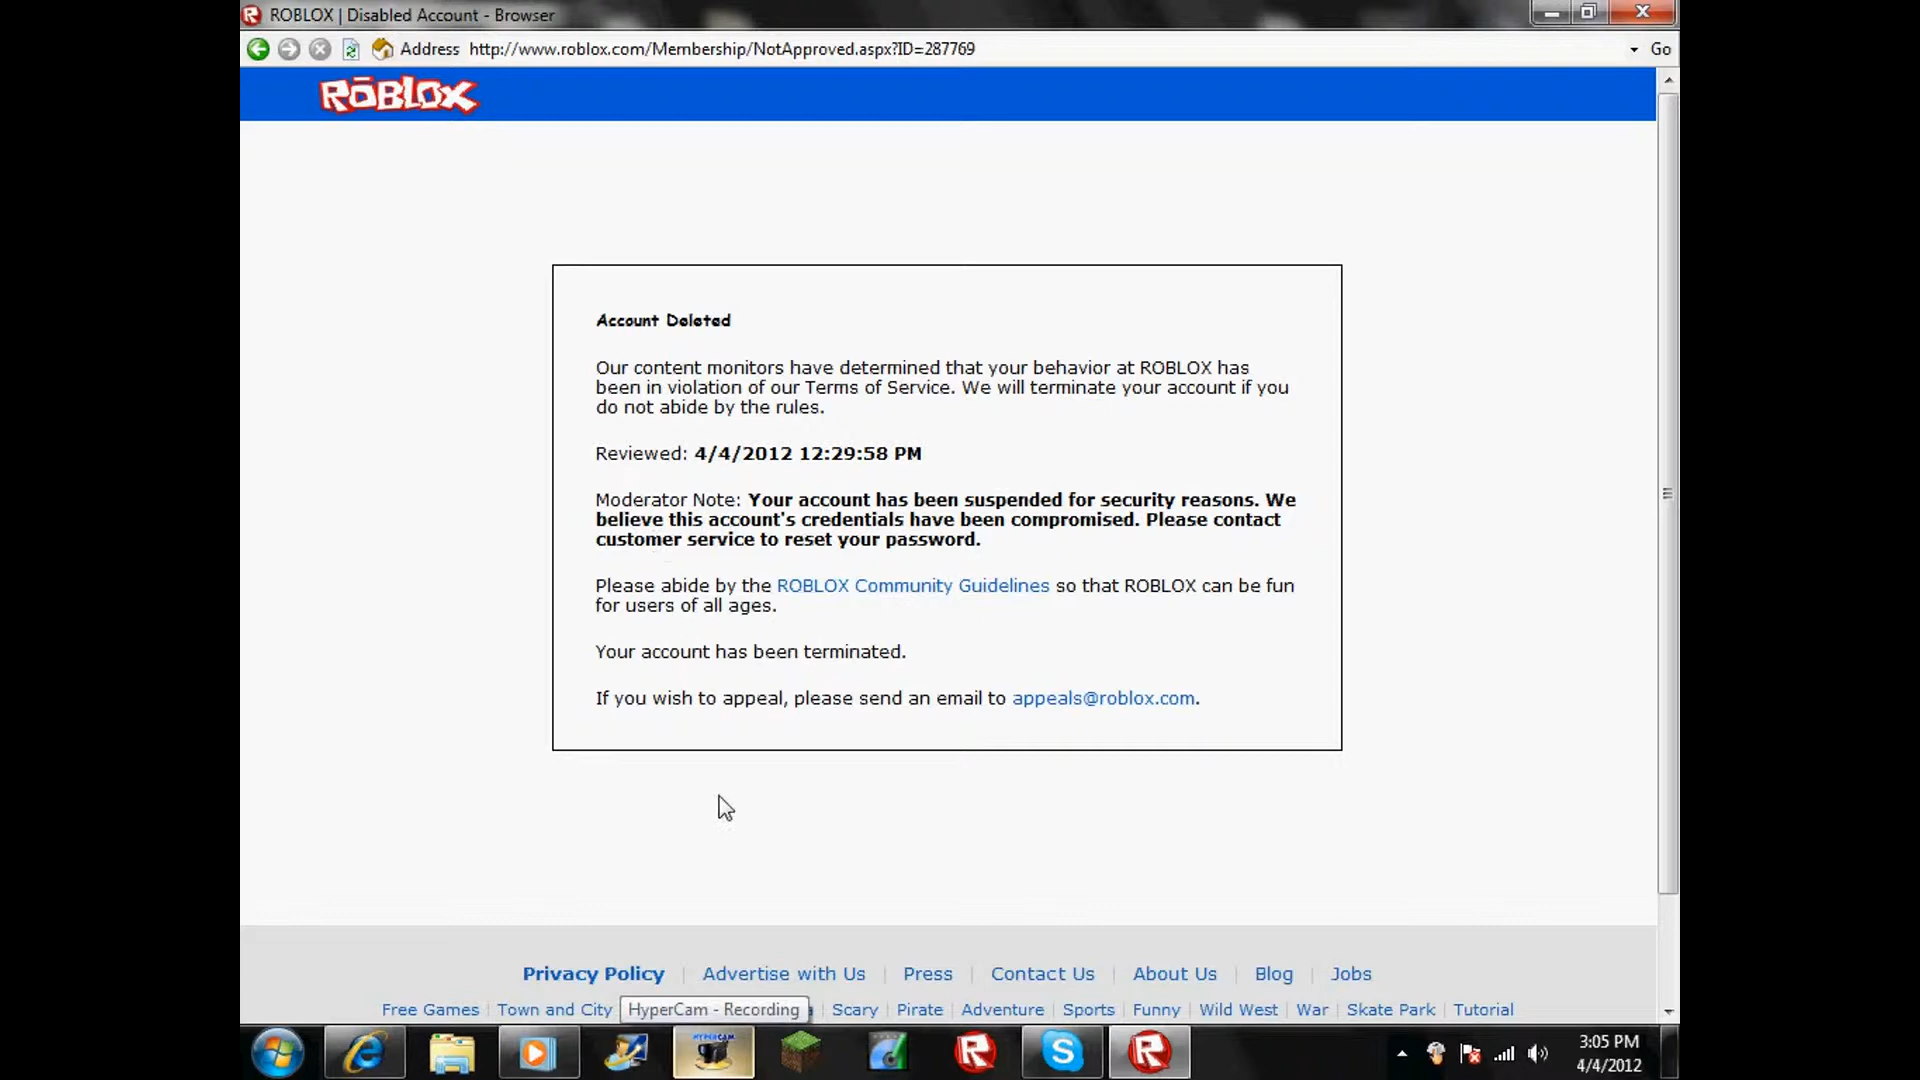 ROBLOX | Disabled Account - Browser
Address http://www.roblox.com/Membership/NotApproved.aspx?ID=287769 Go
ROBLOX
Account Deleted
Our content monitors have determined that your behavior at ROBLOX has
been in violation of our Terms of Service. We will terminate your account if you
do not abide by the rules.
Reviewed: 4/4/2012 12:29:58 PM
Moderator Note: Your account has been suspended for security reasons. We
believe this account's credentials have been compromised. Please contact
customer service to reset your password.
Please abide by the ROBLOX Community Guidelines so that ROBLOX can be fun
for users of all ages.
Your account has been terminated.
If you wish to appeal, please send an email to appeals@roblox.com.
Privacy Policy | Advertise with Us | Press | Contact Us | About Us | Blog | Jobs
Free Games | Town and City HyperCam - Recording | Scary | Pirate | Adventure | Sports | Funny | Wild West | War | Skate Park | Tutorial
HYPERCAM
3:05 PM
4/4/2012